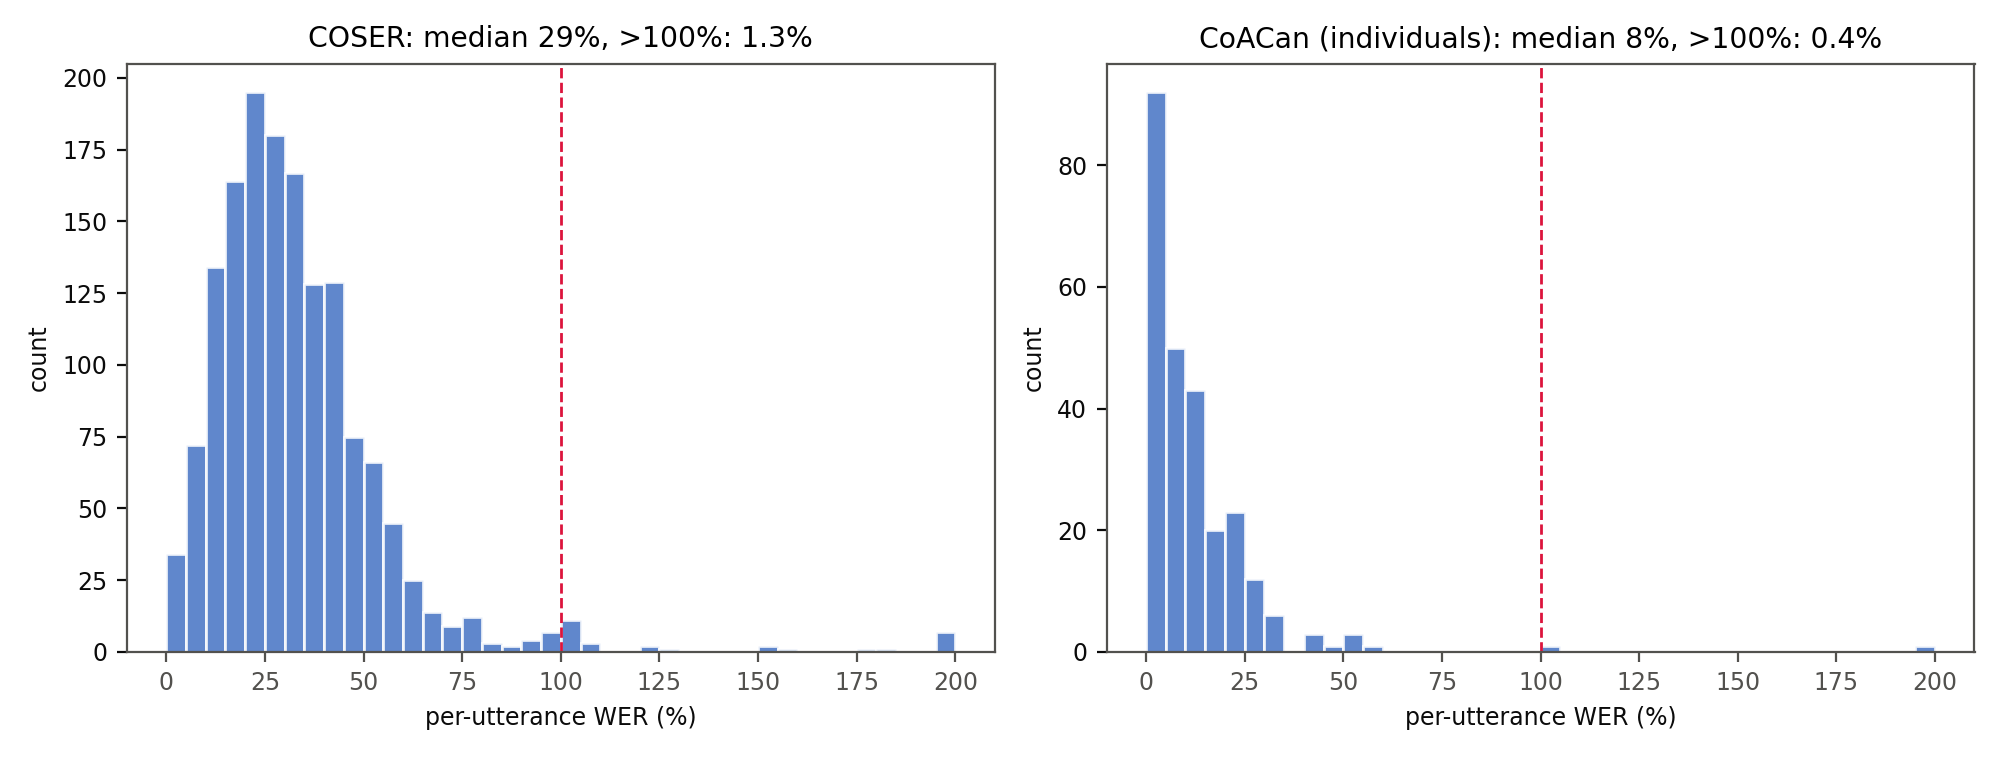 COSER: median 29%, >100%: 1.3%
200
175
150
125
100
75
50
25
0
count
0 25 50 75 100 125 150 175 200
per-utterance WER (%)
CoACan (individuals): median 8%, >100%: 0.4%
80
60
40
20
0
count
0 25 50 75 100 125 150 175 200
per-utterance WER (%)